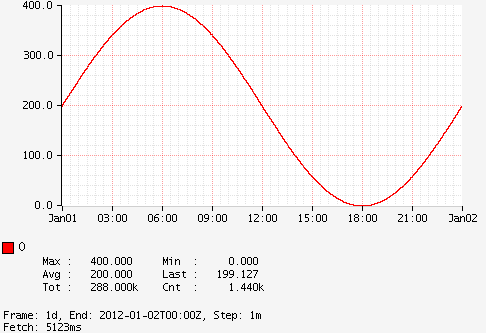 400.0
300.0
200.0
100.0
0.0
Jan01 03:00 06:00 09:00 12:00 15:00 18:00 21:00 Jan02
0
Max : 400.000 Min : 0.000
Avg : 200.000 Last : 199.127
Tot : 288.000k Cnt : 1.440k
Frame: 1d, End: 2012-01-02T00:00Z, Step: 1m
Fetch: 5123ms